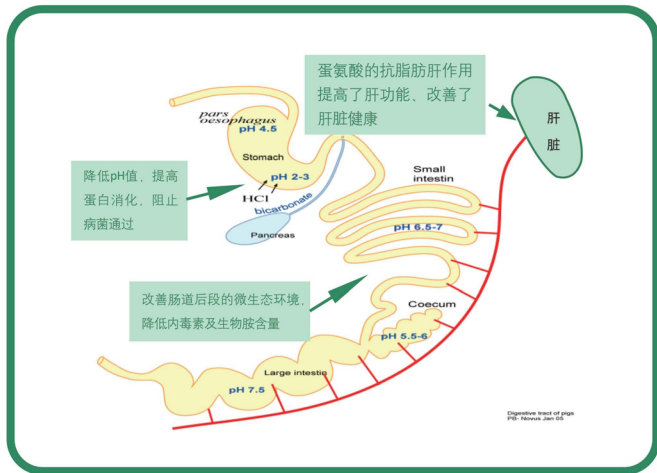 蛋氨酸的抗脂肪肝作用
提高了肝功能、改善了
肝脏健康
肝
脏
pars
oesophagus
pH 4.5
Stomach
pH 2-3
HCl
bicarbonate
Pancreas
降低pH值，提高
蛋白消化，阻止
病菌通过
Small
intestin
pH 6.5-7
改善肠道后段的微生态环境，
降低内毒素及生物胺含量
Coecum
pH 5.5-6
Large intestin
pH 7.5
Digestive tract of pigs
PB- Novus Jan 05